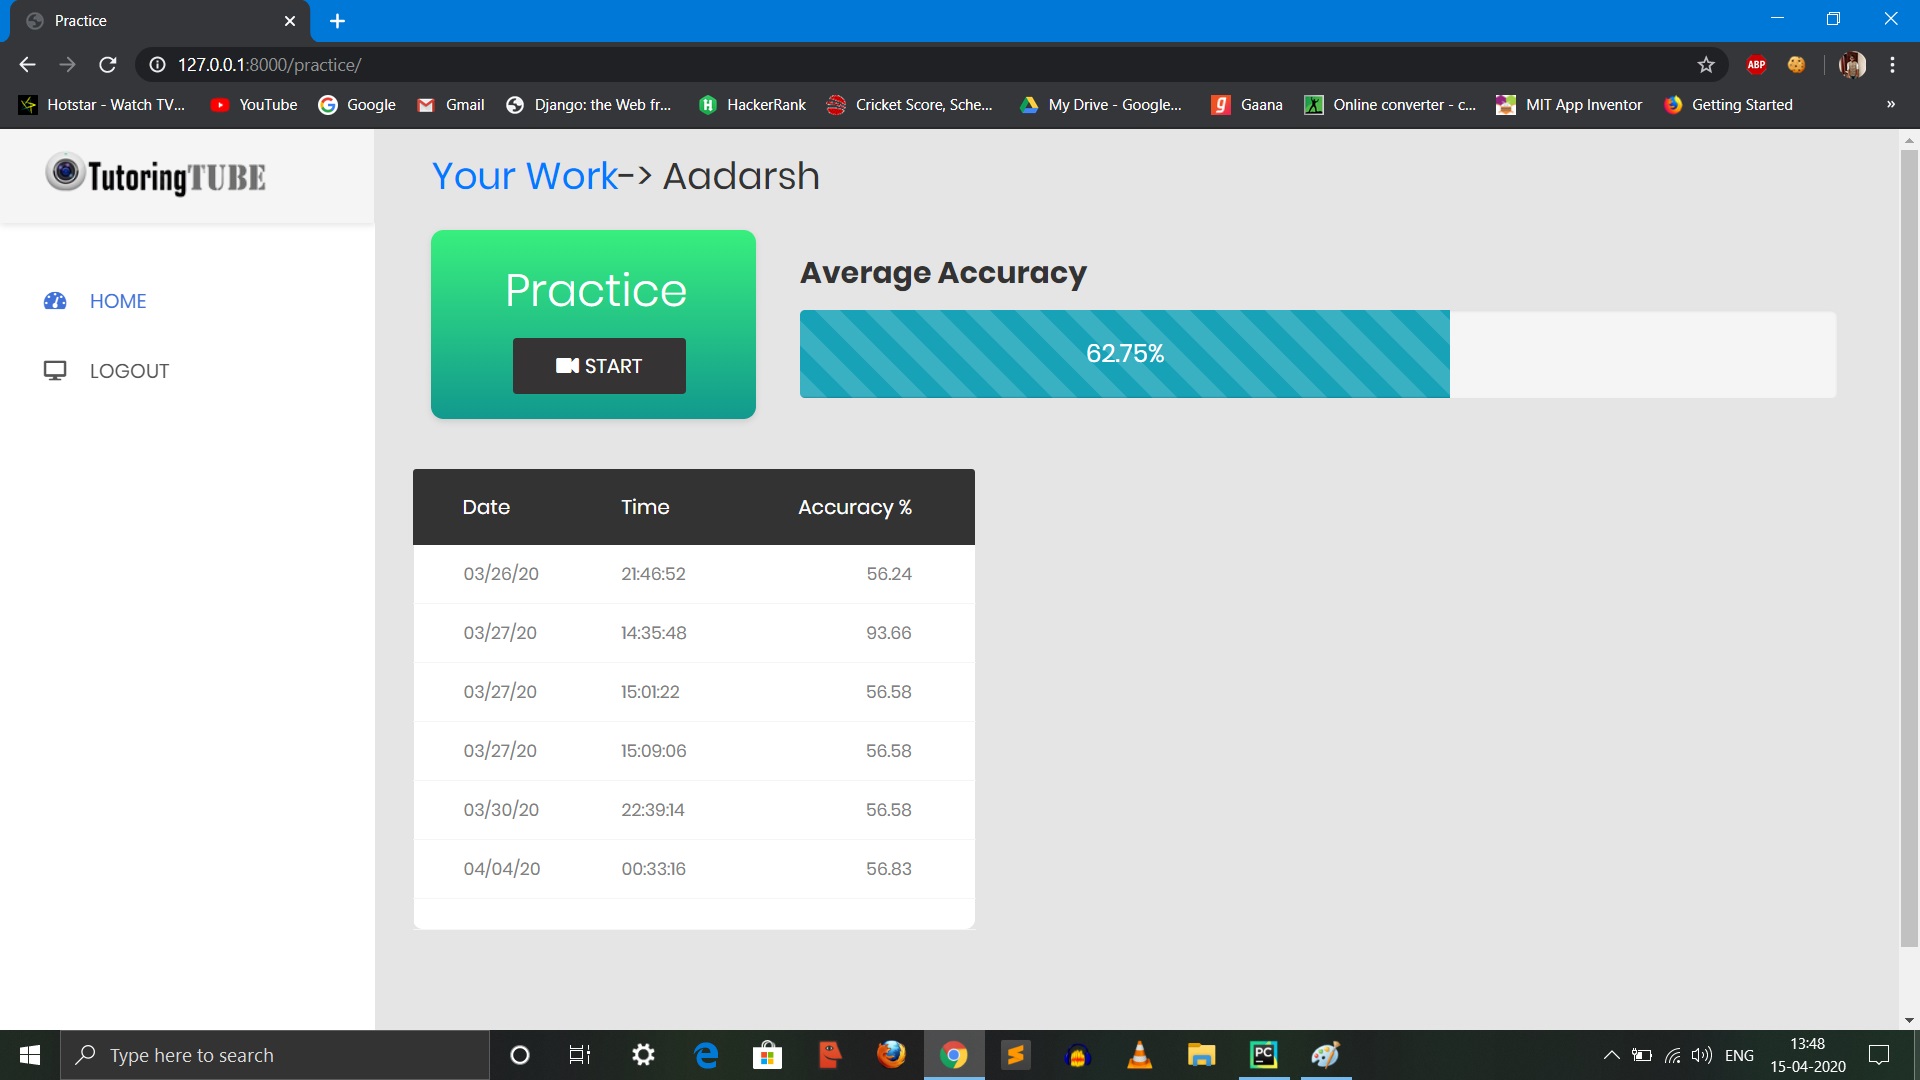 Practice
127.0.0.1:8000/practice/
ABP
Hotstar - Watch TV... YouTube Google Gmail Django: the Web fr... HackerRank Cricket Score, Sche... My Drive - Google... Gaana Online converter - c... MIT App Inventor Getting Started »
TutoringTUBE
Your Work-> Aadarsh
HOME
LOGOUT
Practice
START
Average Accuracy
62.75%
Date Time Accuracy %
03/26/20 21:46:52 56.24
03/27/20 14:35:48 93.66
03/27/20 15:01:22 56.58
03/27/20 15:09:06 56.58
03/30/20 22:39:14 56.58
04/04/20 00:33:16 56.83
Type here to search
PC
ENG
13:48
15-04-2020